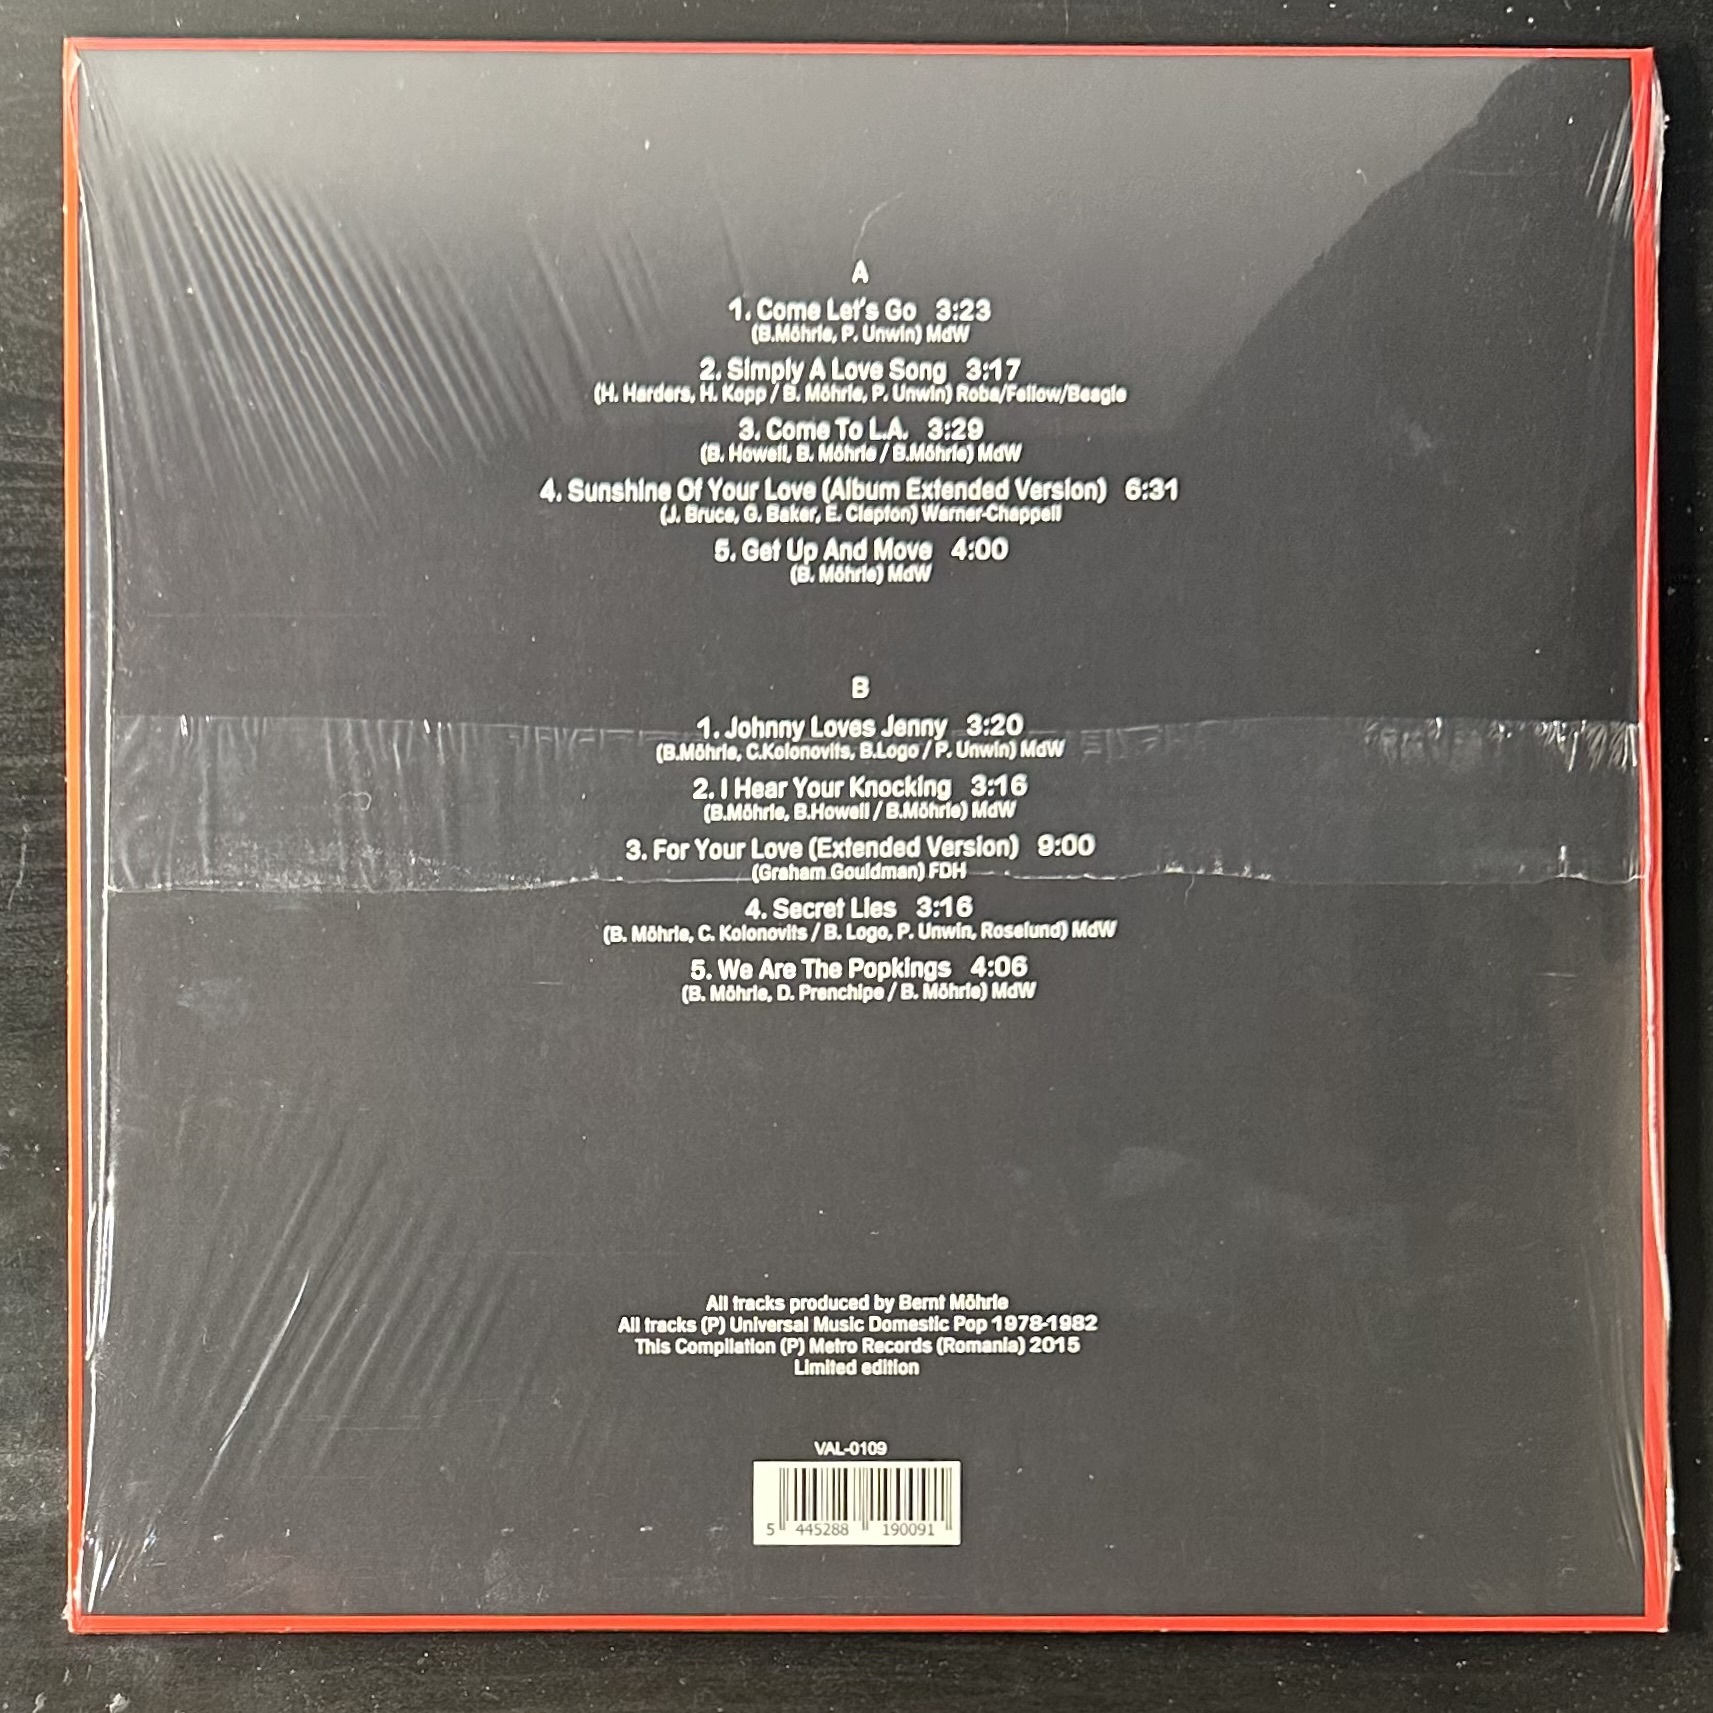 A
1. Come Let's Go 3:23
(B.Möhrle, P. Unwin) MdW
2. Simply A Love Song 3:17
(H. Harders, H. Kopp / B. Möhrle, P. Unwin) Roba/Fellow/Beagle
3. Come To L.A. 3:29
(B. Howell, B. Möhrle / B.Möhrle) MdW
4. Sunshine Of Your Love (Album Extended Version) 6:31
(J. Bruce, G. Baker, E. Clapton) Warner-Chappell
5. Get Up And Move 4:00
(B. Möhrle) MdW
B
1. Johnny Loves Jenny 3:20
(B.Möhrle, C.Kolonovits, B.Logo / P. Unwin) MdW
2. I Hear Your Knocking 3:16
(B.Möhrle, B.Howell / B.Möhrle) MdW
3. For Your Love (Extended Version) 9:00
(Graham Gouldman) FDH
4. Secret Lies 3:16
(B. Möhrle, C. Kolonovits / B. Logo, P. Unwin, Roselund) MdW
5. We Are The Popkings 4:06
(B. Möhrle, D. Prenchipe / B. Möhrle) MdW
All tracks produced by Bernt Möhrle
All tracks (P) Universal Music Domestic Pop 1978-1982
This Compilation (P) Metro Records (Romania) 2015
Limited edition
VAL-0109
5 445288 190091